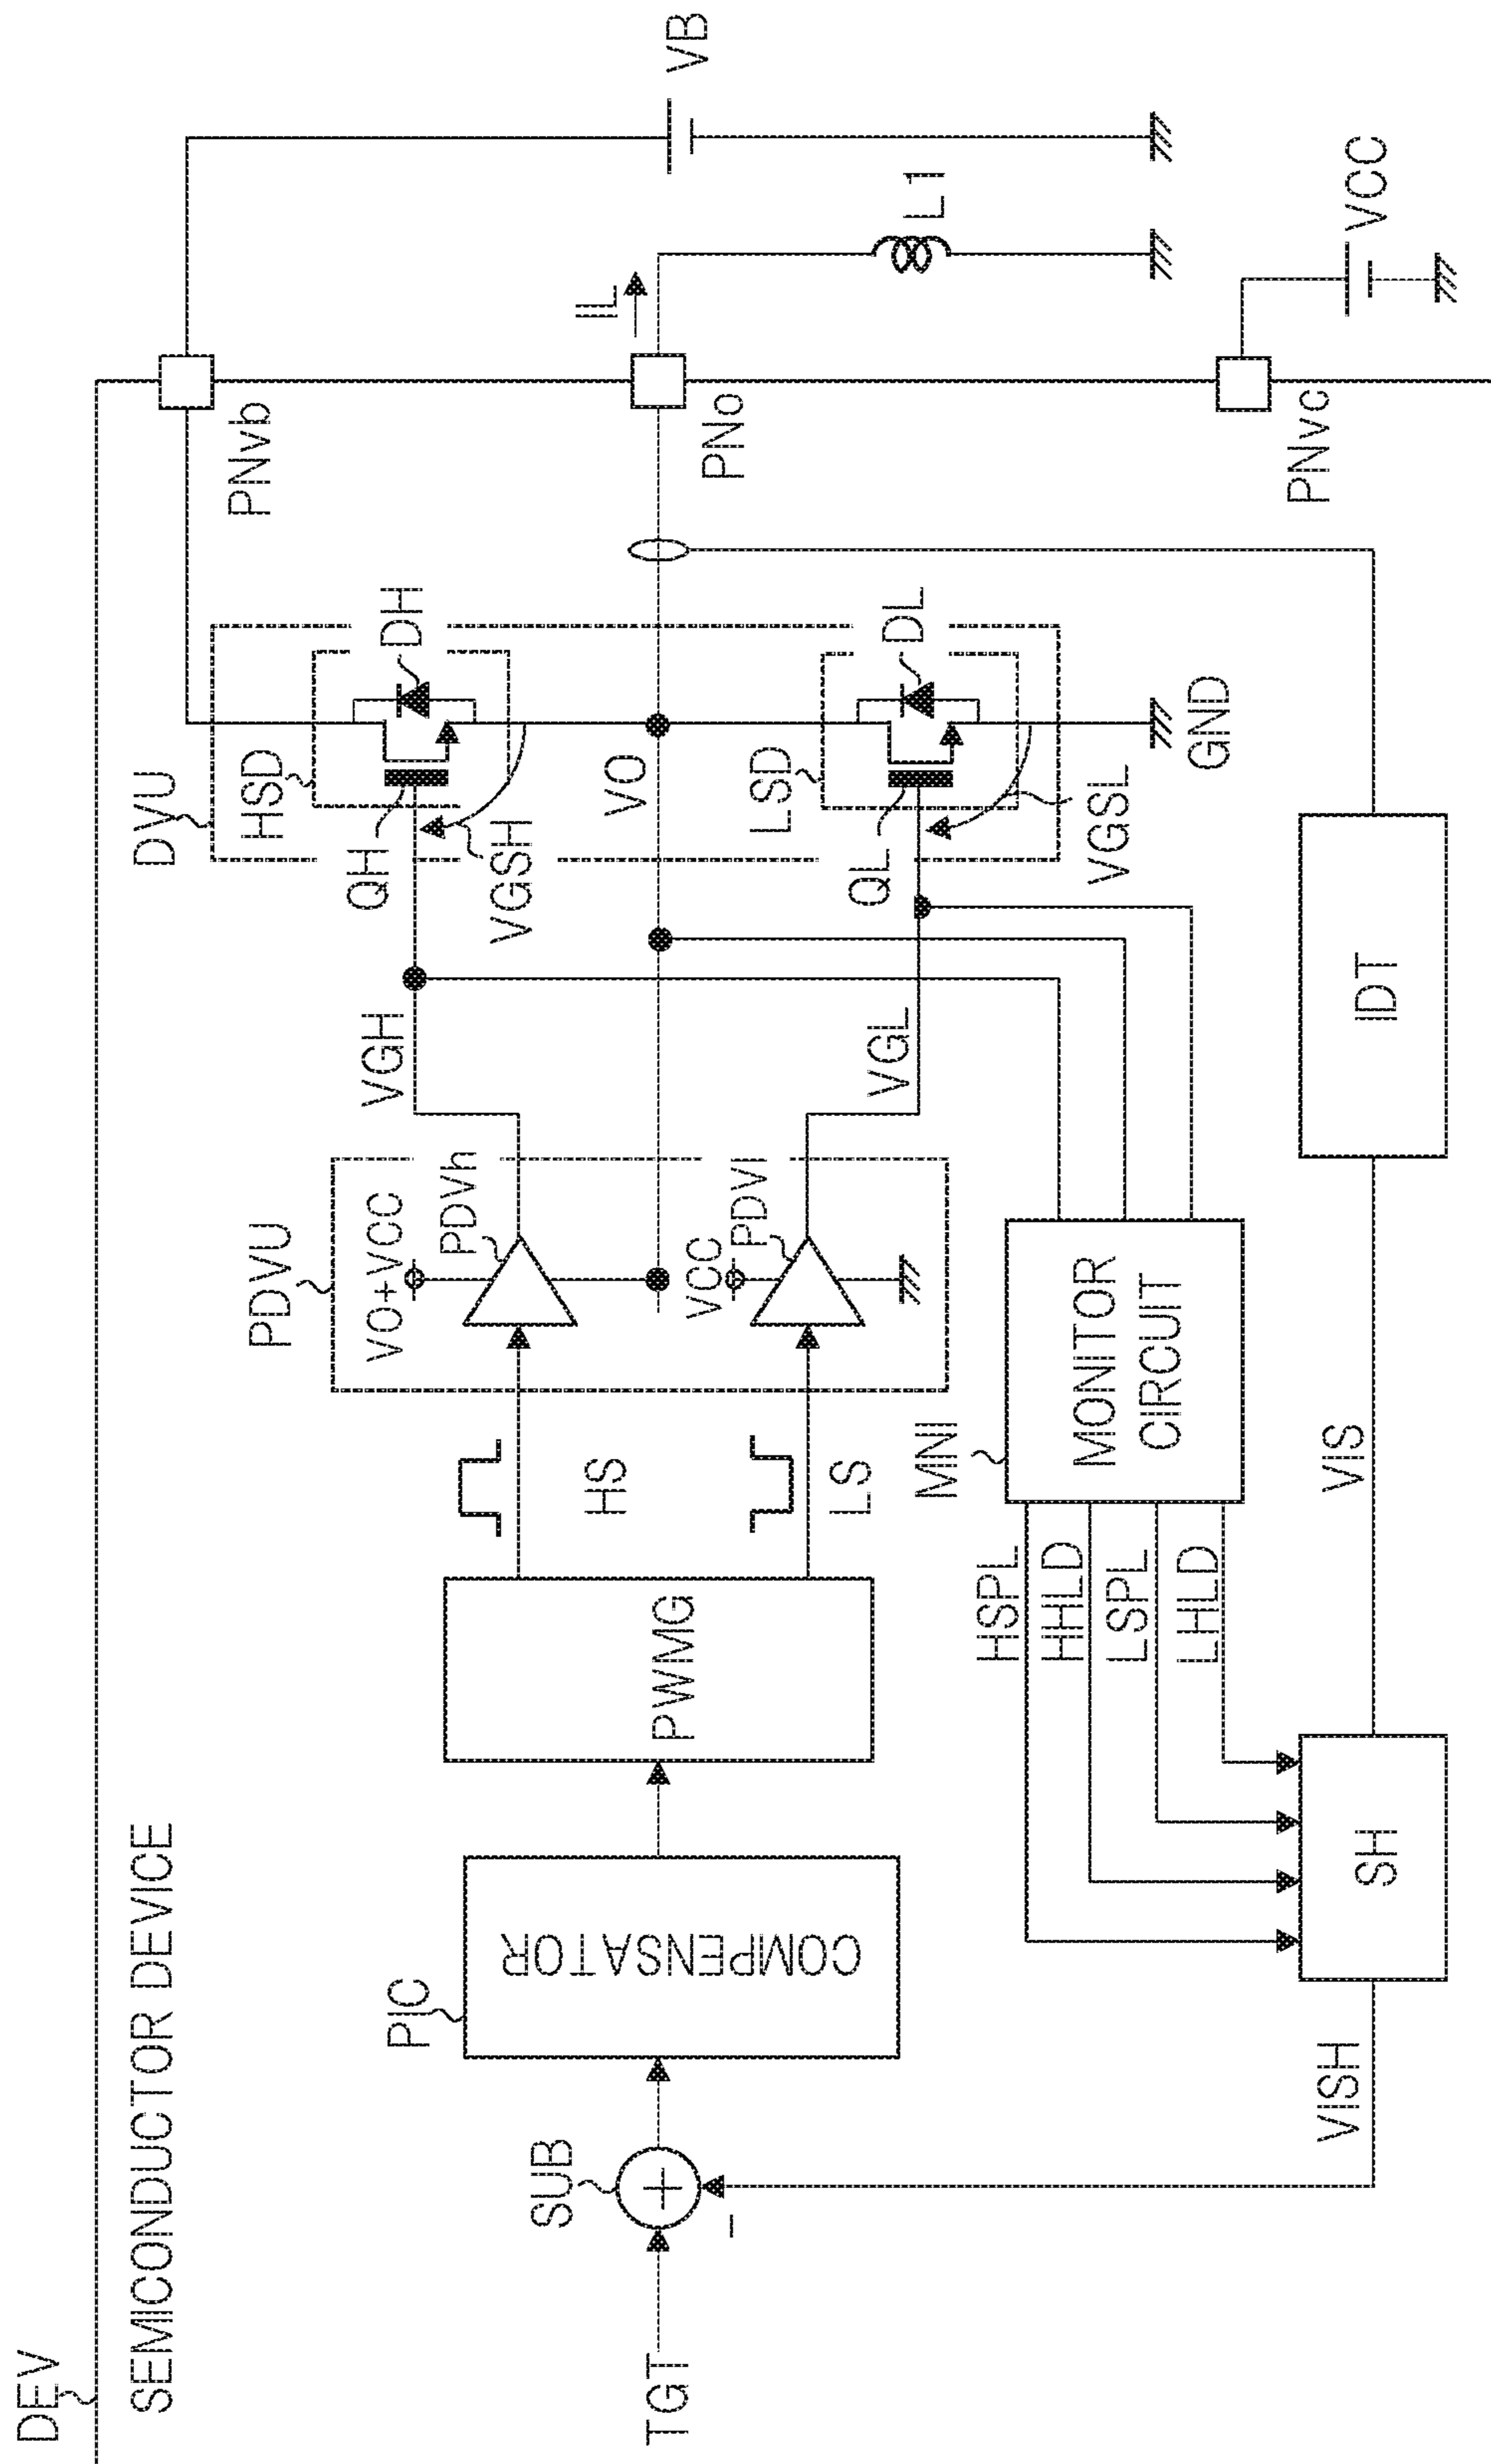 DEV
SEMICONDUCTOR DEVICE
TGT
SUB
+
-
PIC
COMPENSATOR
PWMG
HS
LS
PDVU
VO+VCC
PDVh
VCC
PDVl
VGH
VGL
DVU
HSD
QH
DH
VGSH
VO
LSD
QL
DL
VGSL
GND
PNvb
PNo
PNvc
IL
L1
VB
VCC
MNI
MONITOR
CIRCUIT
HSPL
HHLD
LSPL
LHLD
SH
IDT
VIS
VISH